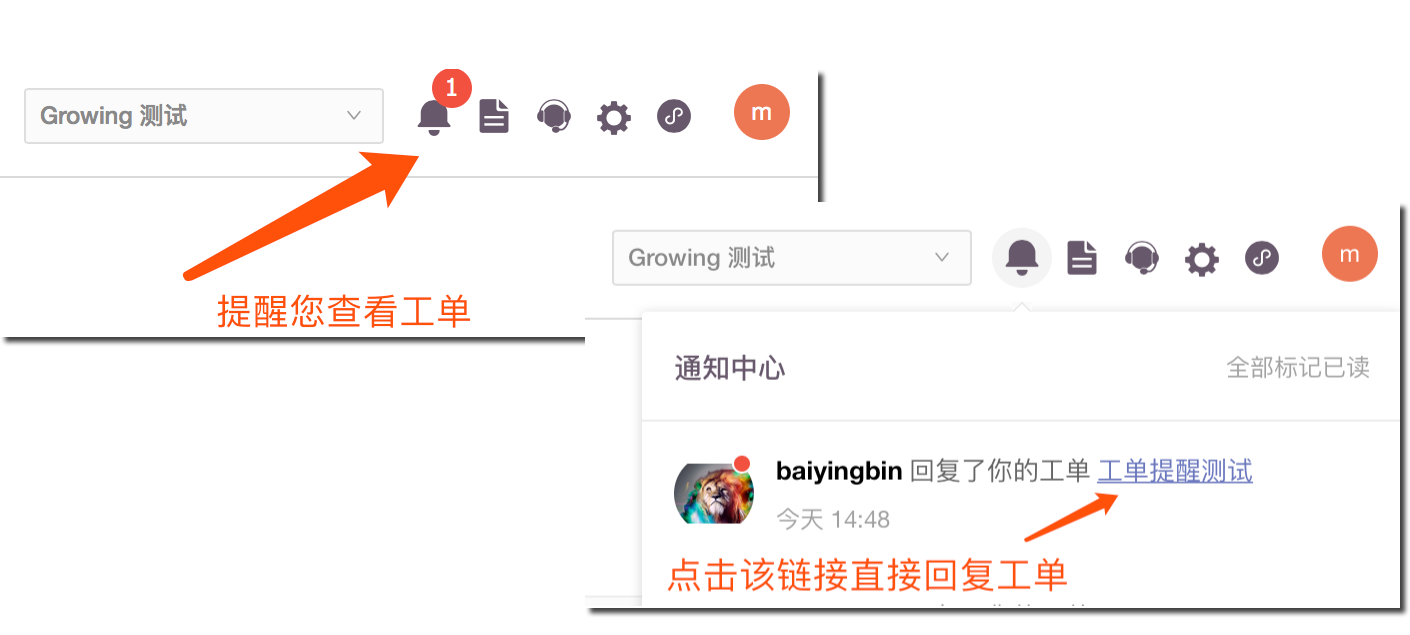 Growing 测试
1
m
提醒您查看工单
Growing 测试
m
通知中心
全部标记已读
baiyingbin 回复了你的工单 工单提醒测试
今天 14:48
点击该链接直接回复工单